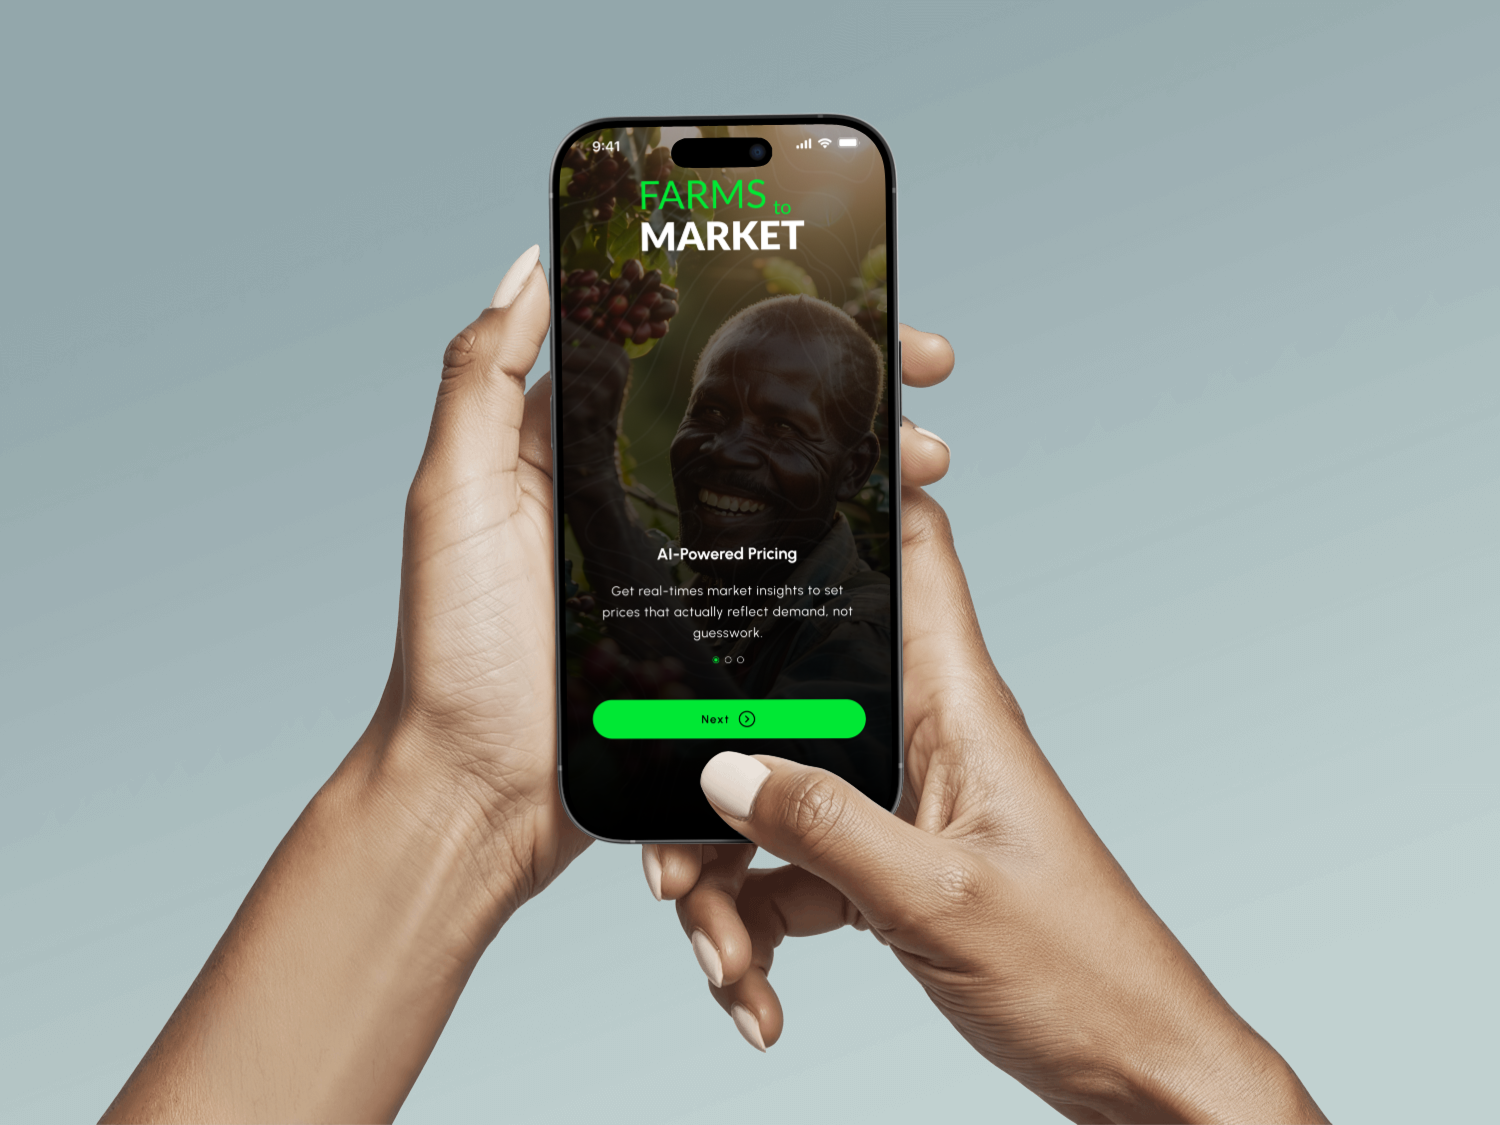 9:41
FARMS to
MARKET
AI-Powered Pricing
Get real-times market insights to set
prices that actually reflect demand, not
guesswork.
Next